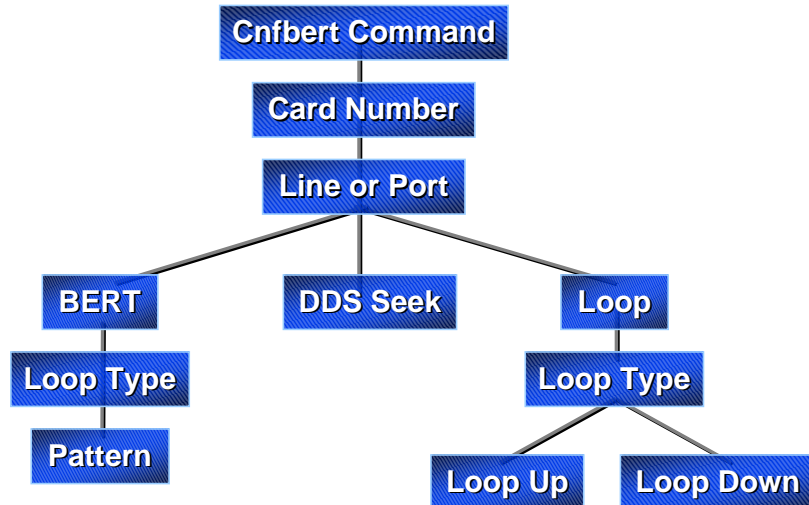 Cnfbert Command
Card Number
Line or Port
BERT
DDS Seek
Loop
Loop Type
Loop Type
Pattern
Loop Up
Loop Down